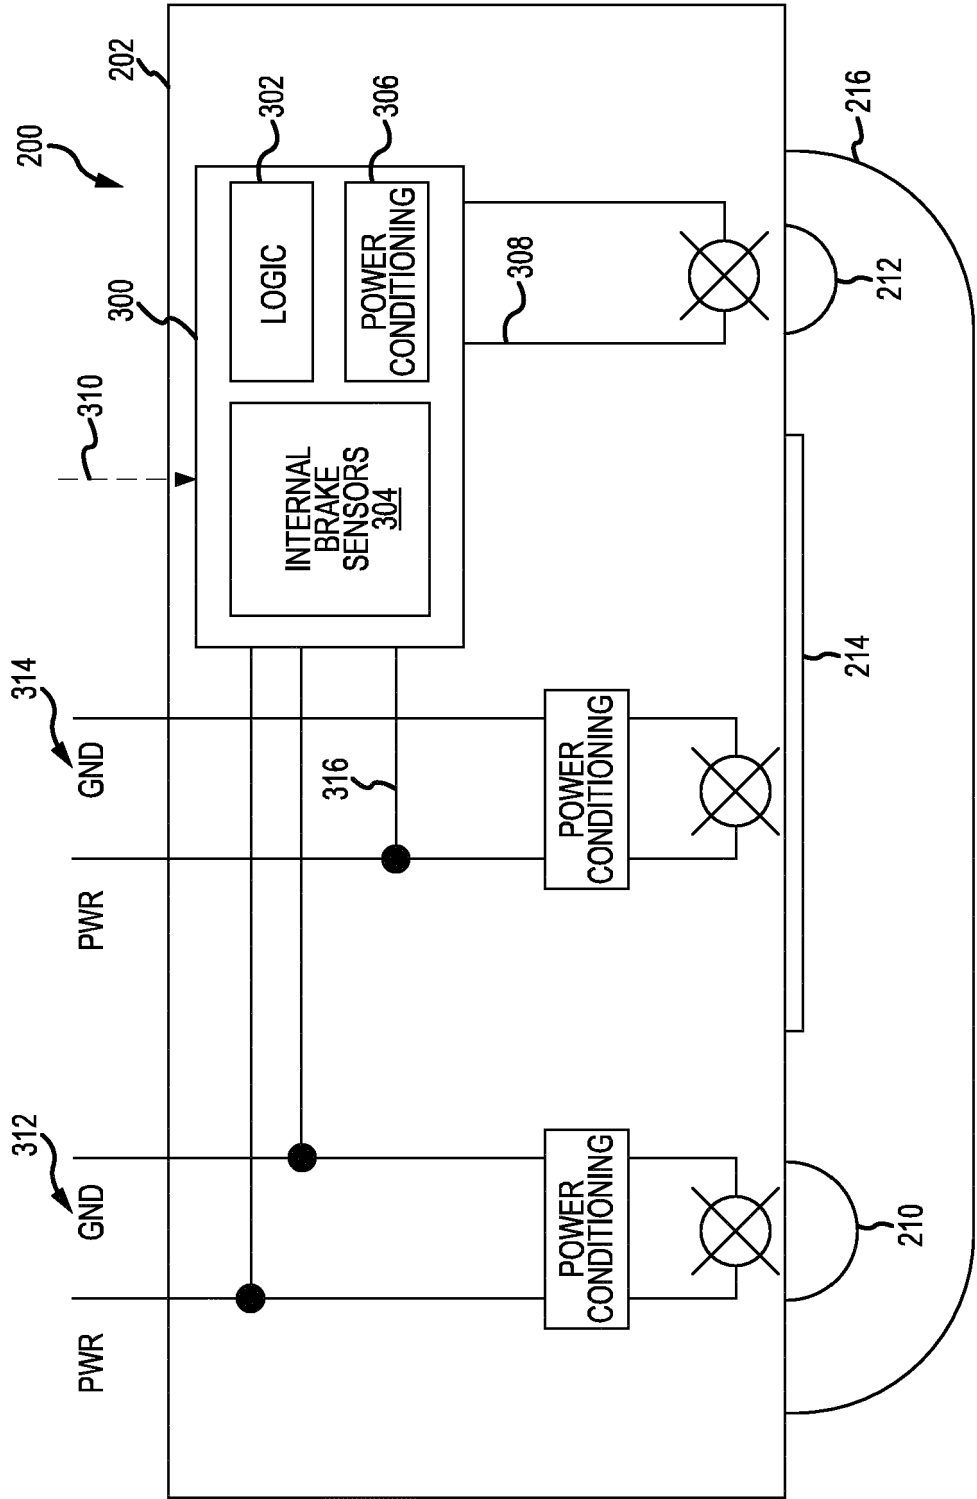 200
202
312
314
310
300
302
306
PWR
GND
PWR
GND
INTERNAL
BRAKE
SENSORS
304
LOGIC
POWER
CONDITIONING
316
308
POWER
CONDITIONING
POWER
CONDITIONING
210
214
212
216